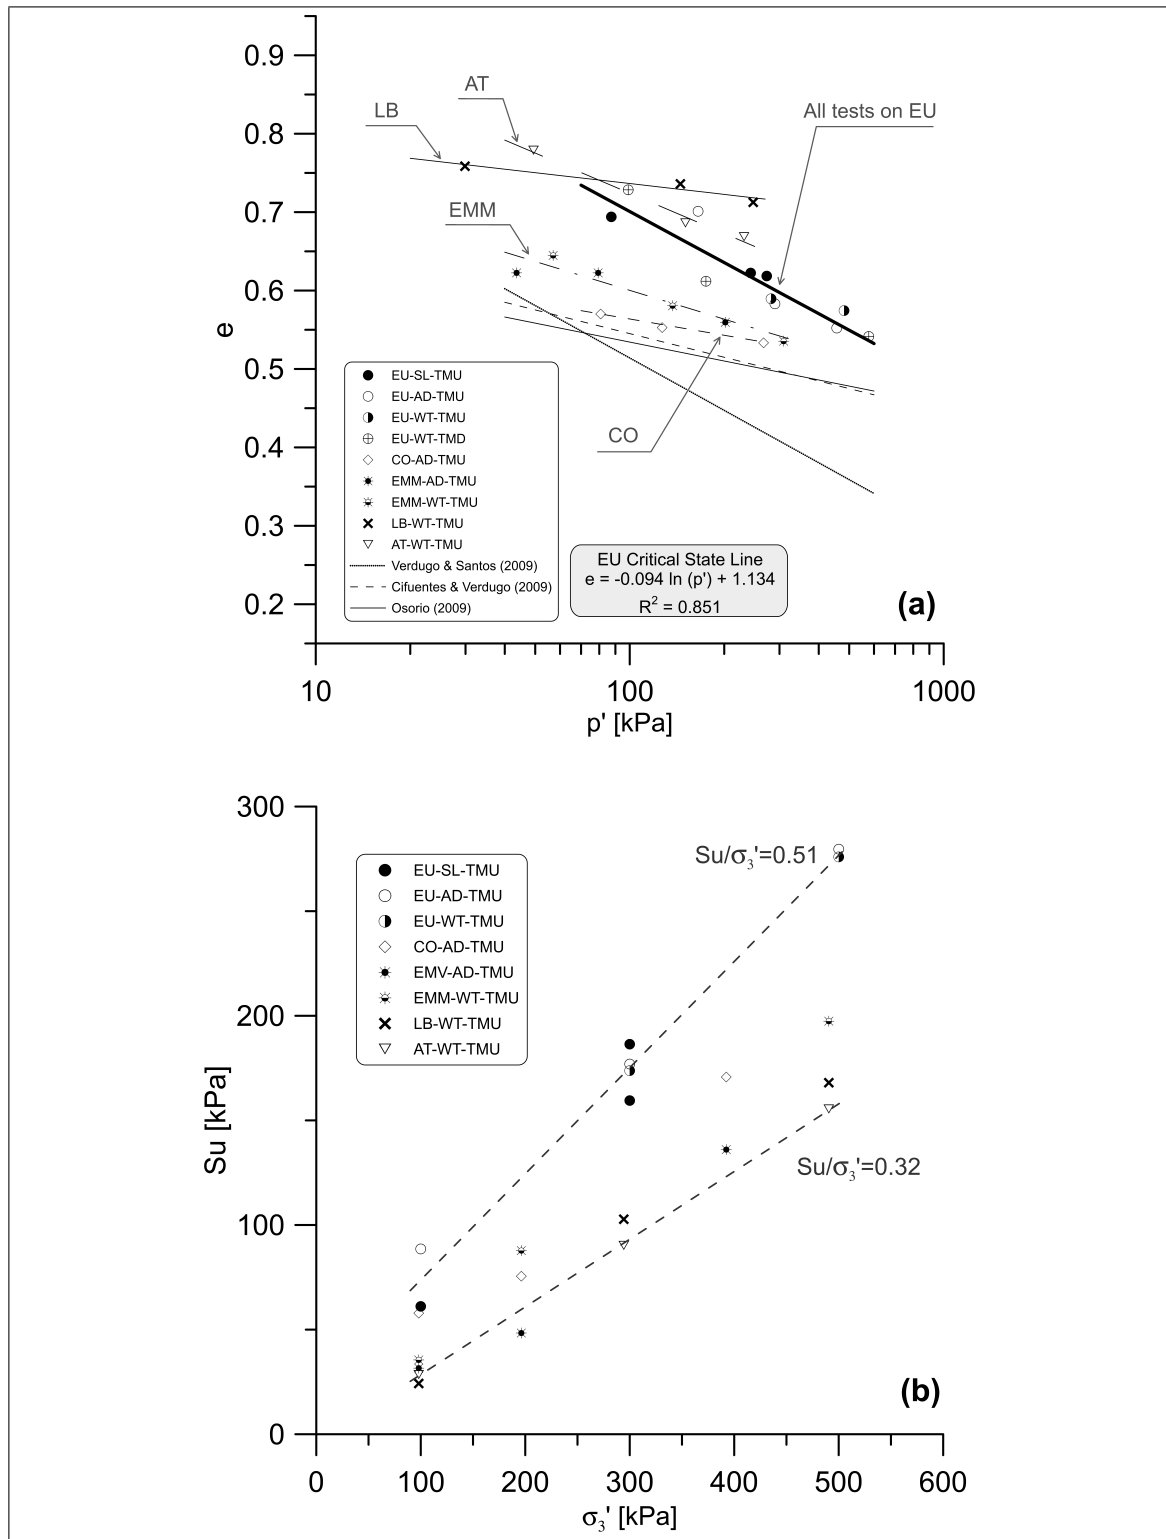 0.9
0.8
0.7
0.6
0.5
0.4
0.3
0.2
e
AT
LB
All tests on EU
EMM
CO
EU-SL-TMU
EU-AD-TMU
EU-WT-TMU
EU-WT-TMD
CO-AD-TMU
EMM-AD-TMU
EMM-WT-TMU
LB-WT-TMU
AT-WT-TMU
Verdugo & Santos (2009)
Cifuentes & Verdugo (2009)
Osorio (2009)
EU Critical State Line
e = -0.094 ln (p') + 1.134
R² = 0.851
(a)
10 100 1000
p' [kPa]
300
200
100
0
Su [kPa]
EU-SL-TMU
EU-AD-TMU
EU-WT-TMU
CO-AD-TMU
EMV-AD-TMU
EMM-WT-TMU
LB-WT-TMU
AT-WT-TMU
Su/σ₃'=0.51
Su/σ₃'=0.32
(b)
0 100 200 300 400 500 600
σ₃' [kPa]